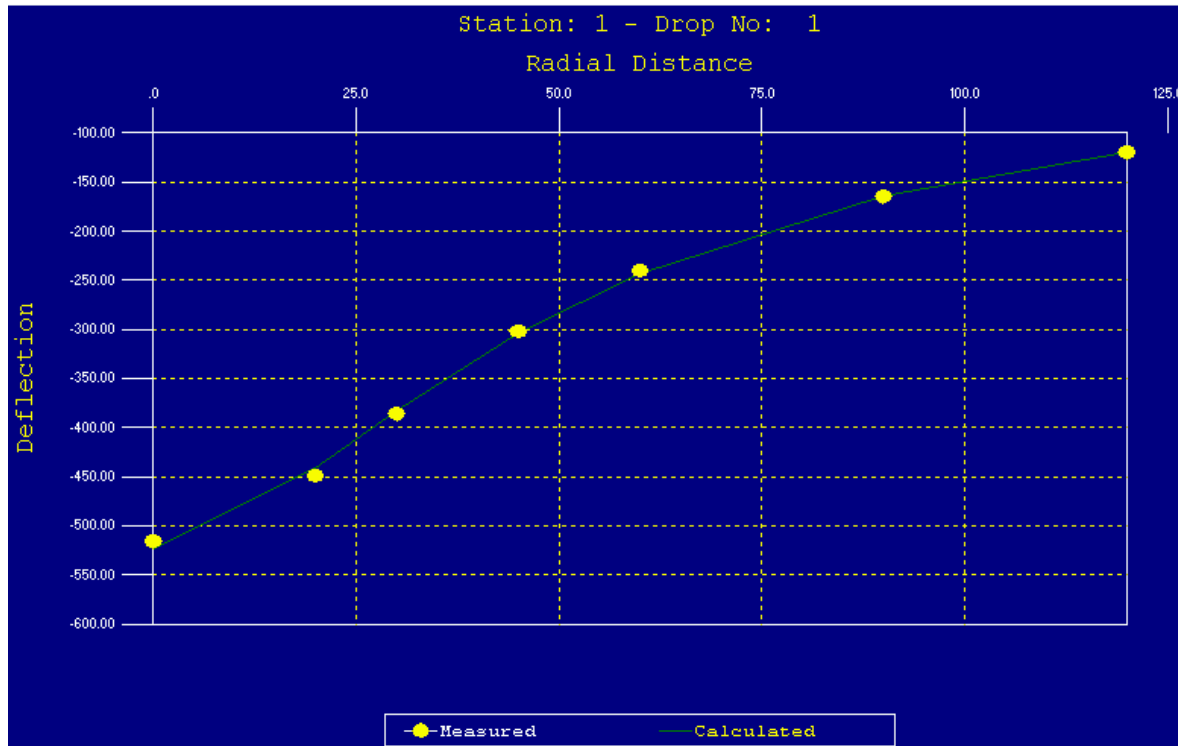 Station: 1 - Drop No: 1
Radial Distance
.0 25.0 50.0 75.0 100.0 125.0
-100.00
-150.00
-200.00
-250.00
-300.00
-350.00
-400.00
-450.00
-500.00
-550.00
-600.00
Deflection
Measured Calculated